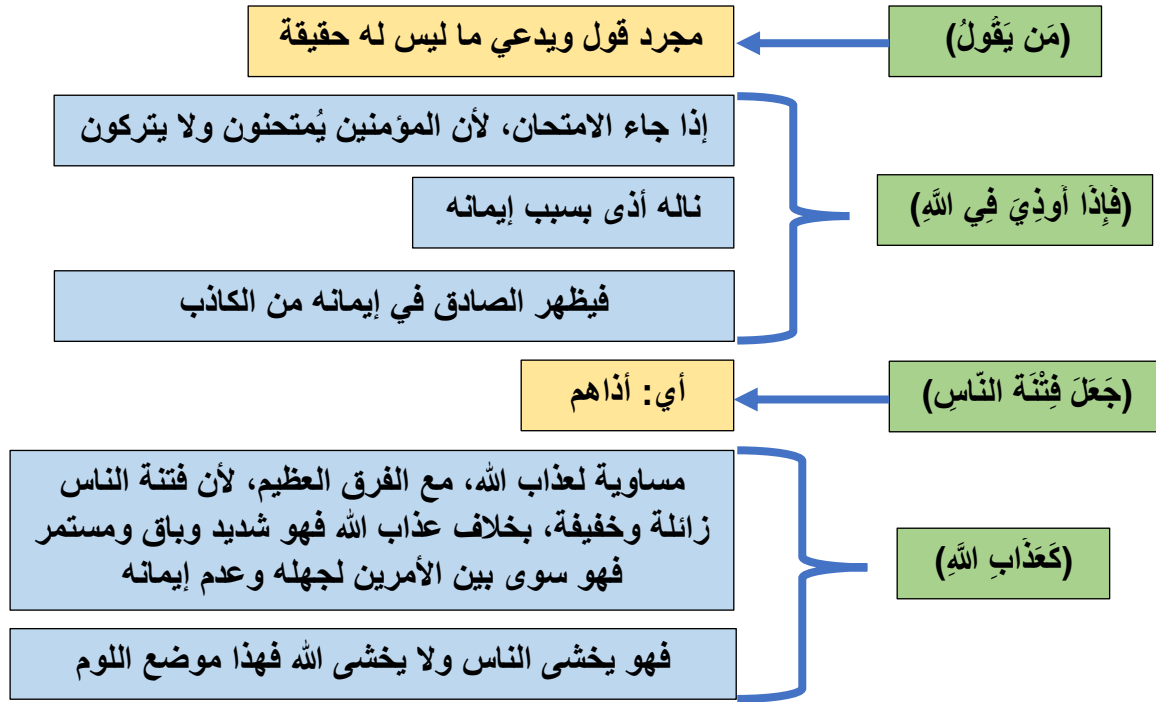 (مَن يَقُولُ)
مجرد قول ويدعي ما ليس له حقيقة
(فَإِذَا أُوذِيَ فِي اللَّهِ)
إذا جاء الامتحان، لأن المؤمنين يُمتحنون ولا يتركون
ناله أذى بسبب إيمانه
فيظهر الصادق في إيمانه من الكاذب
(جَعَلَ فِتْنَة النّاسِ)
أي: أذاهم
(كَعَذَابِ اللَّهِ)
مساوية لعذاب الله، مع الفرق العظيم، لأن فتنة الناس
زائلة وخفيفة، بخلاف عذاب الله فهو شديد وباق ومستمر
فهو سوى بين الأمرين لجهله وعدم إيمانه
فهو يخشى الناس ولا يخشى الله فهذا موضع اللوم